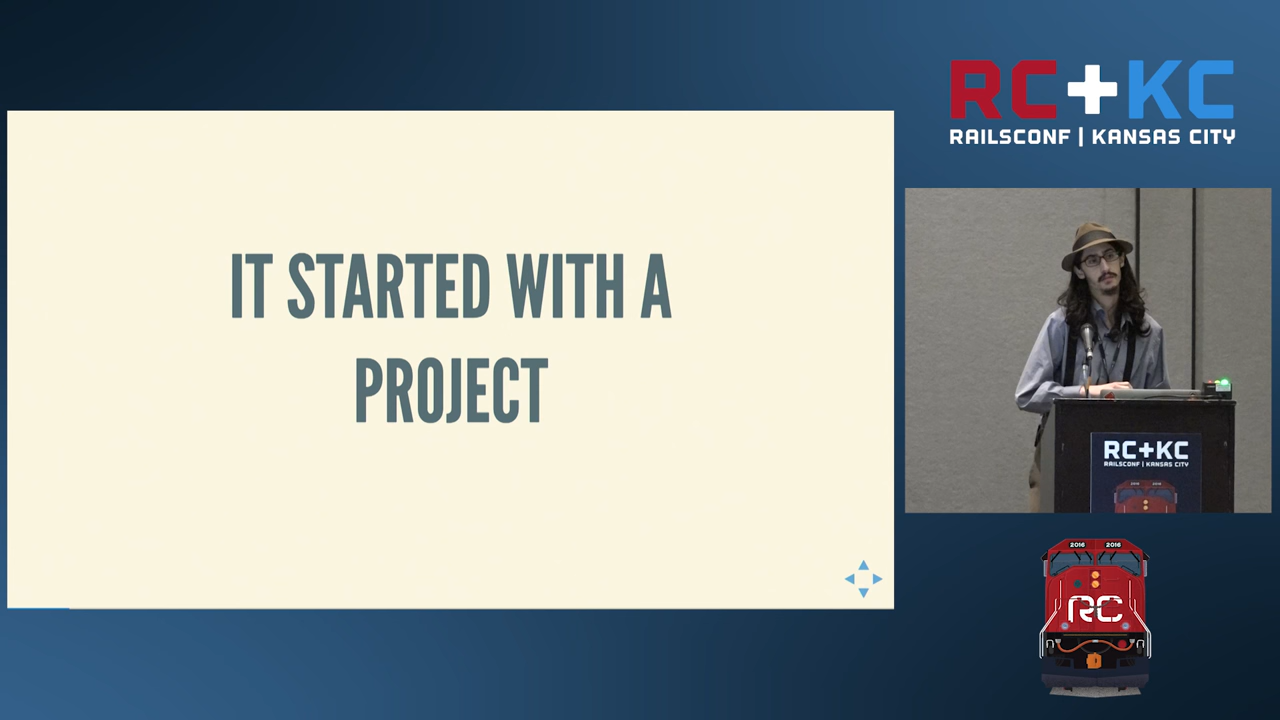 RC+KC
RAILSCONF | KANSAS CITY
IT STARTED WITH A
PROJECT
RC+KC
RAILSCONF | KANSAS CITY
2016 2016
RC